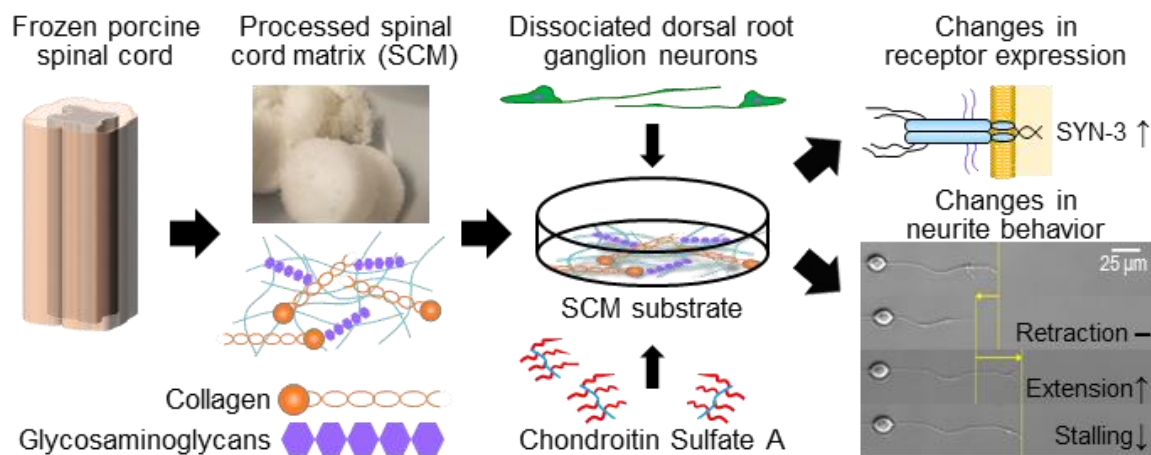 Frozen porcine
spinal cord
Processed spinal
cord matrix (SCM)
Dissociated dorsal root
ganglion neurons
Changes in
receptor expression
SYN-3 ↑
Changes in
neurite behavior
25 μm
Retraction –
Extension↑
Stalling↓
SCM substrate
Collagen
Glycosaminoglycans
Chondroitin Sulfate A